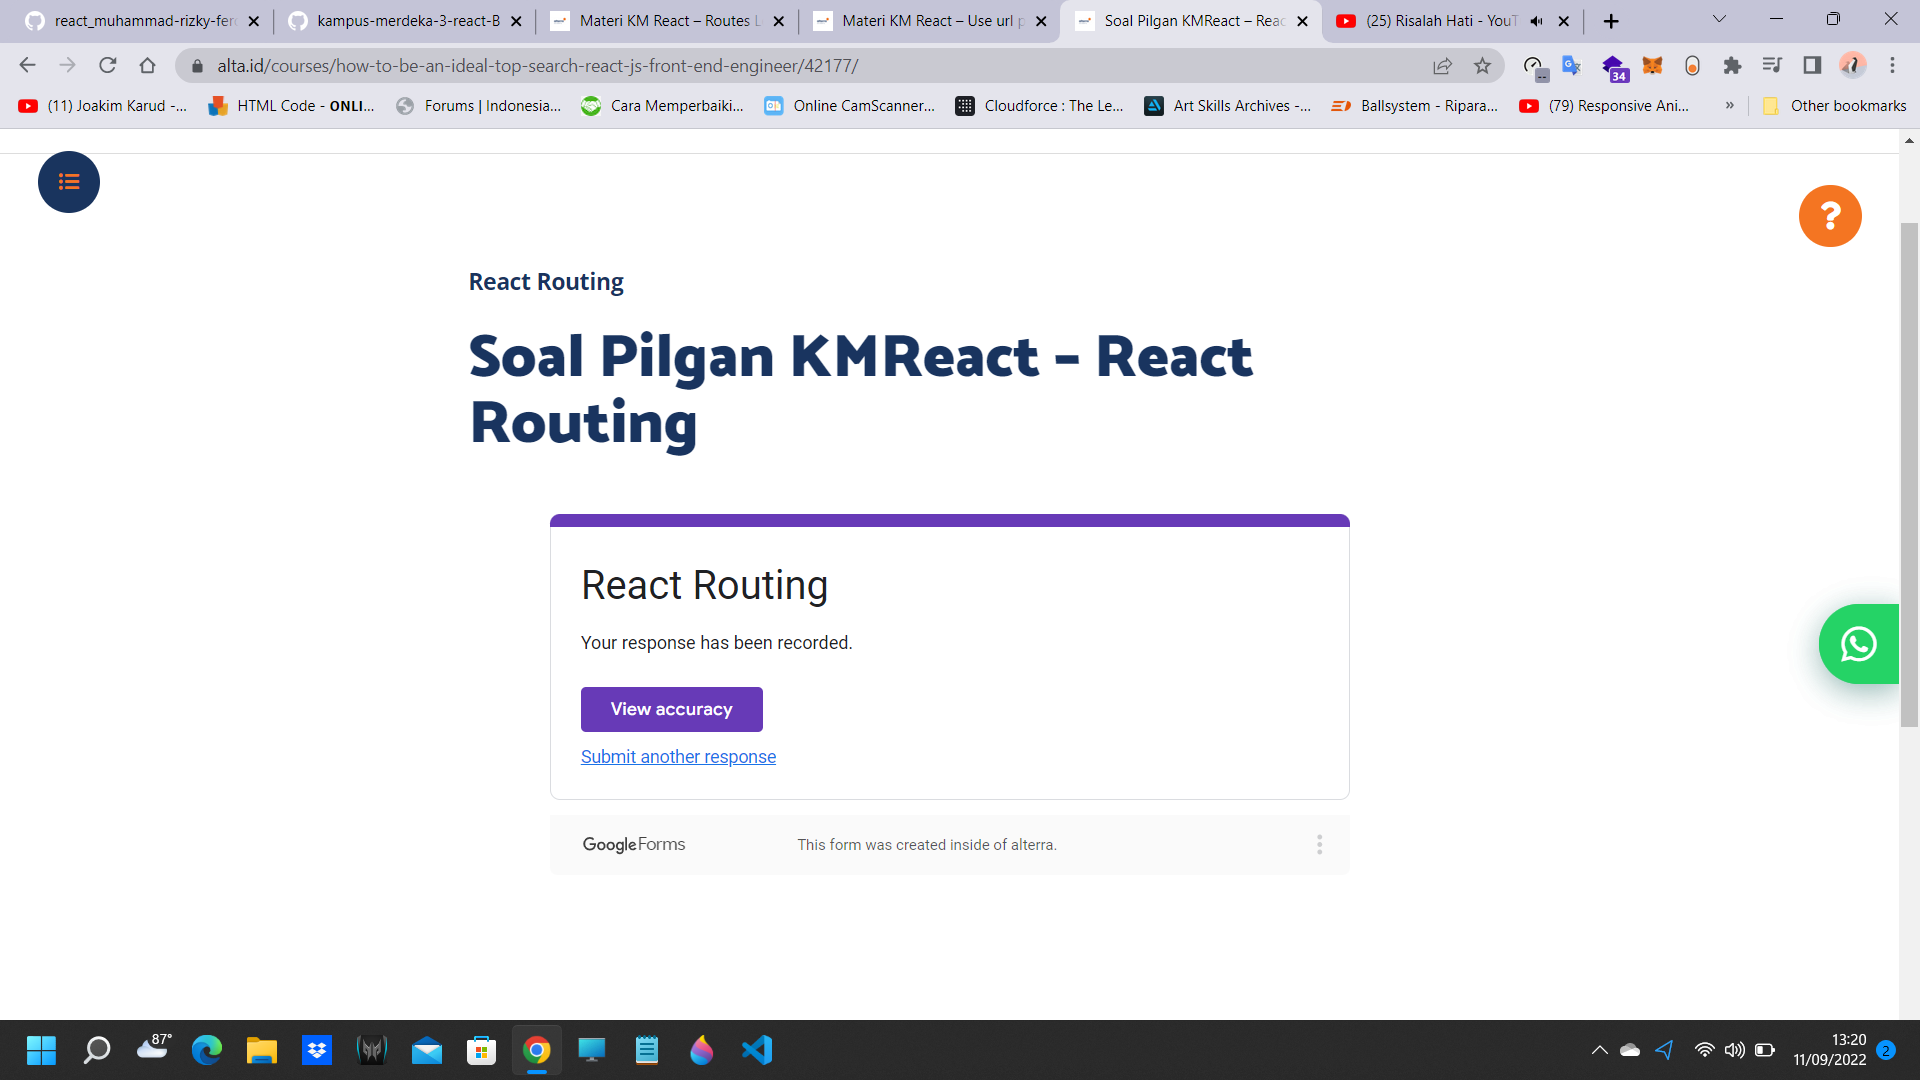 react_muhammad-rizky-fero
kampus-merdeka-3-react-B
Materi KM React – Routes L
Materi KM React – Use url p
Soal Pilgan KMReact – Reac
(25) Risalah Hati - YouT
alta.id/courses/how-to-be-an-ideal-top-search-react-js-front-end-engineer/42177/
34
(11) Joakim Karud -...
HTML Code - ONLI...
Forums | Indonesia...
Cara Memperbaiki...
Online CamScanner...
Cloudforce : The Le...
Art Skills Archives -...
Ballsystem - Ripara...
(79) Responsive Ani...
»
Other bookmarks
?
React Routing
Soal Pilgan KMReact – React
Routing
React Routing
Your response has been recorded.
View accuracy
Submit another response
Google Forms
This form was created inside of alterra.
87°
13:20
11/09/2022
2